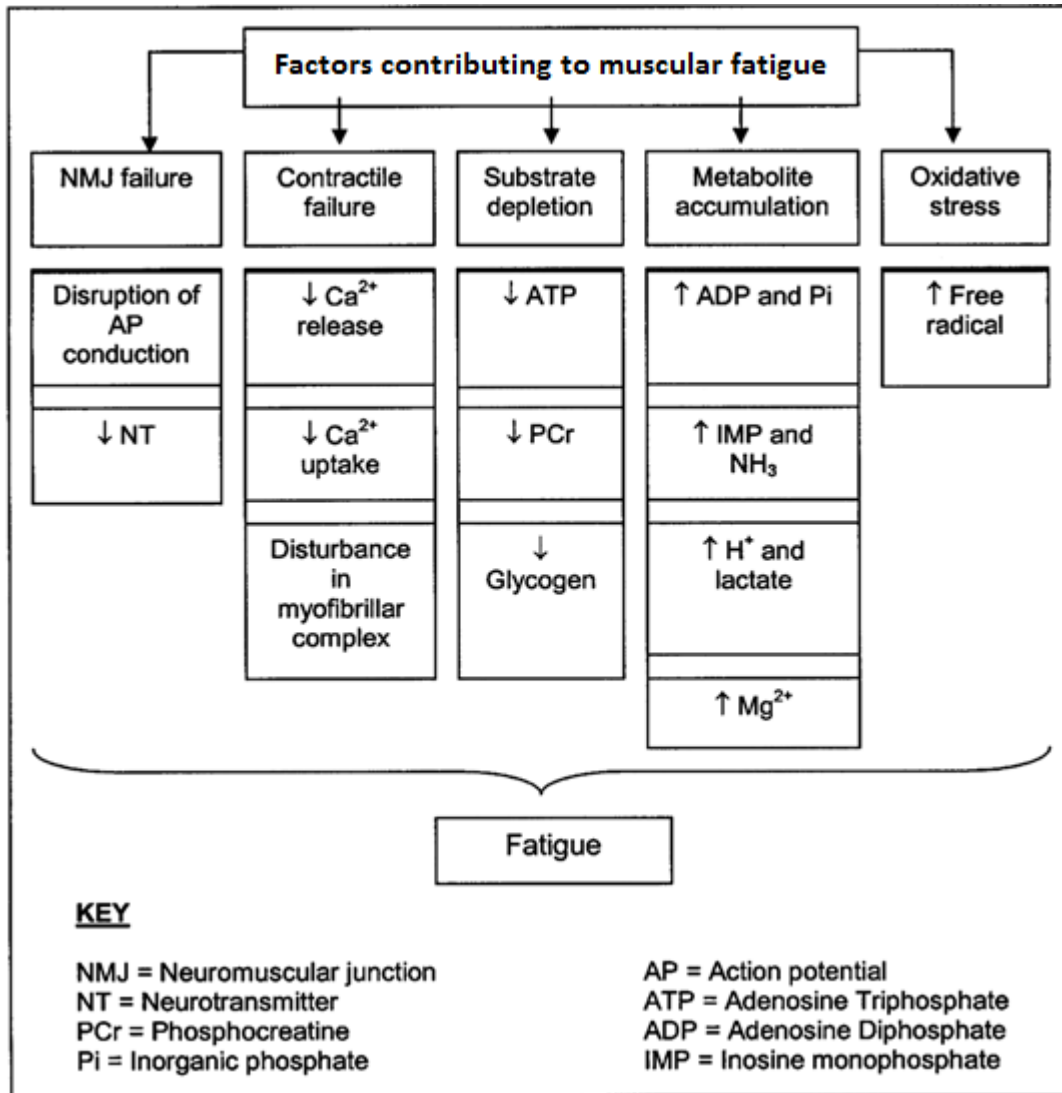 Factors contributing to muscular fatigue
NMJ failure
Disruption of
AP
conduction
↓ NT
Contractile
failure
↓ Ca²⁺
release
↓ Ca²⁺
uptake
Disturbance
in
myofibrillar
complex
Substrate
depletion
↓ ATP
↓ PCr
↓
Glycogen
Metabolite
accumulation
↑ ADP and Pi
↑ IMP and
NH₃
↑ H⁺ and
lactate
↑ Mg²⁺
Oxidative
stress
↑ Free
radical
Fatigue
KEY
NMJ = Neuromuscular junction
NT = Neurotransmitter
PCr = Phosphocreatine
Pi = Inorganic phosphate
AP = Action potential
ATP = Adenosine Triphosphate
ADP = Adenosine Diphosphate
IMP = Inosine monophosphate